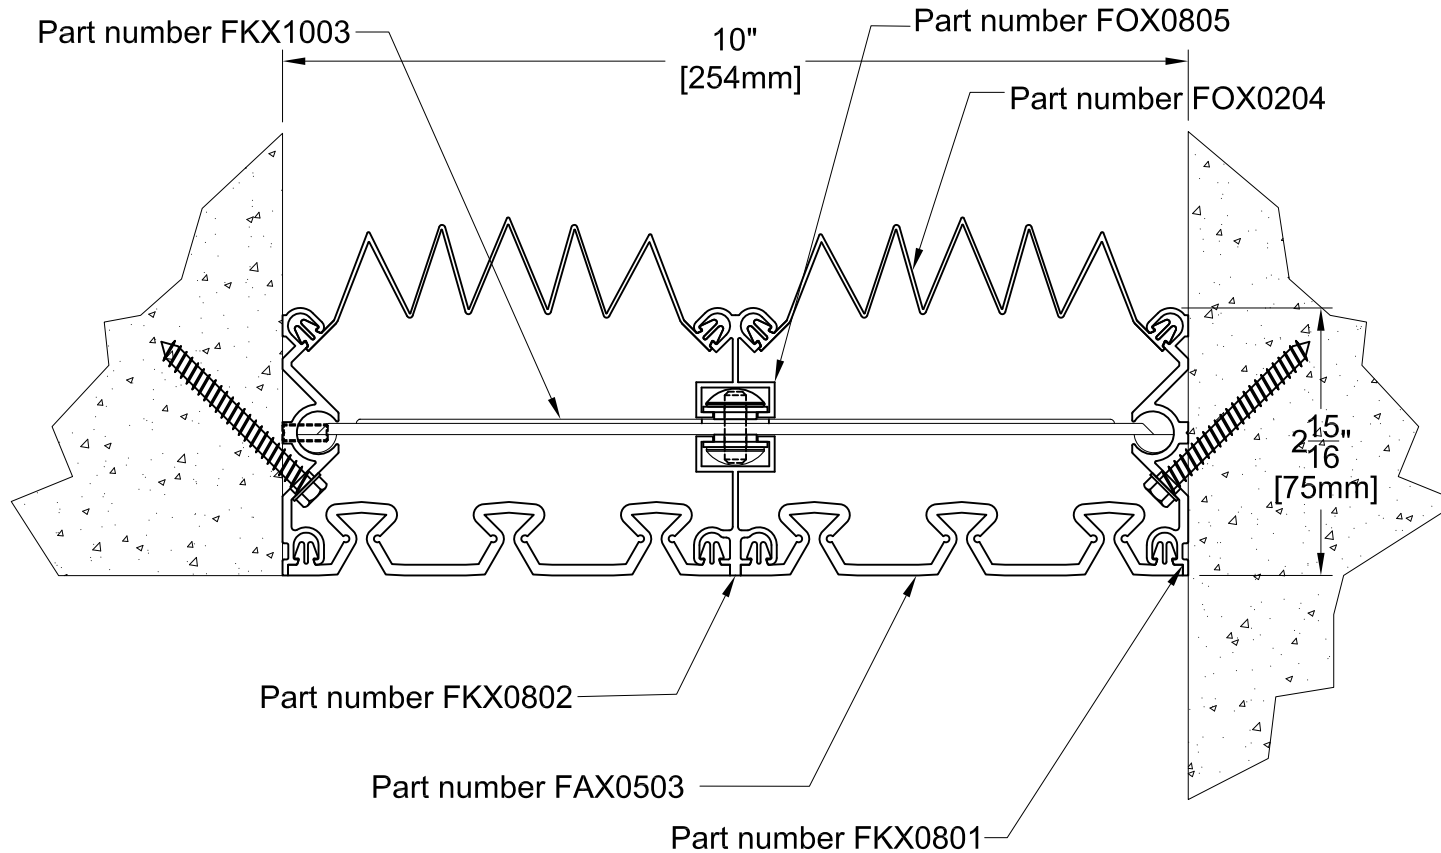 Part number FKX1003
10"
[254mm]
Part number FOX0805
Part number FOX0204
2 15/16"
[75mm]
Part number FKX0802
Part number FAX0503
Part number FKX0801